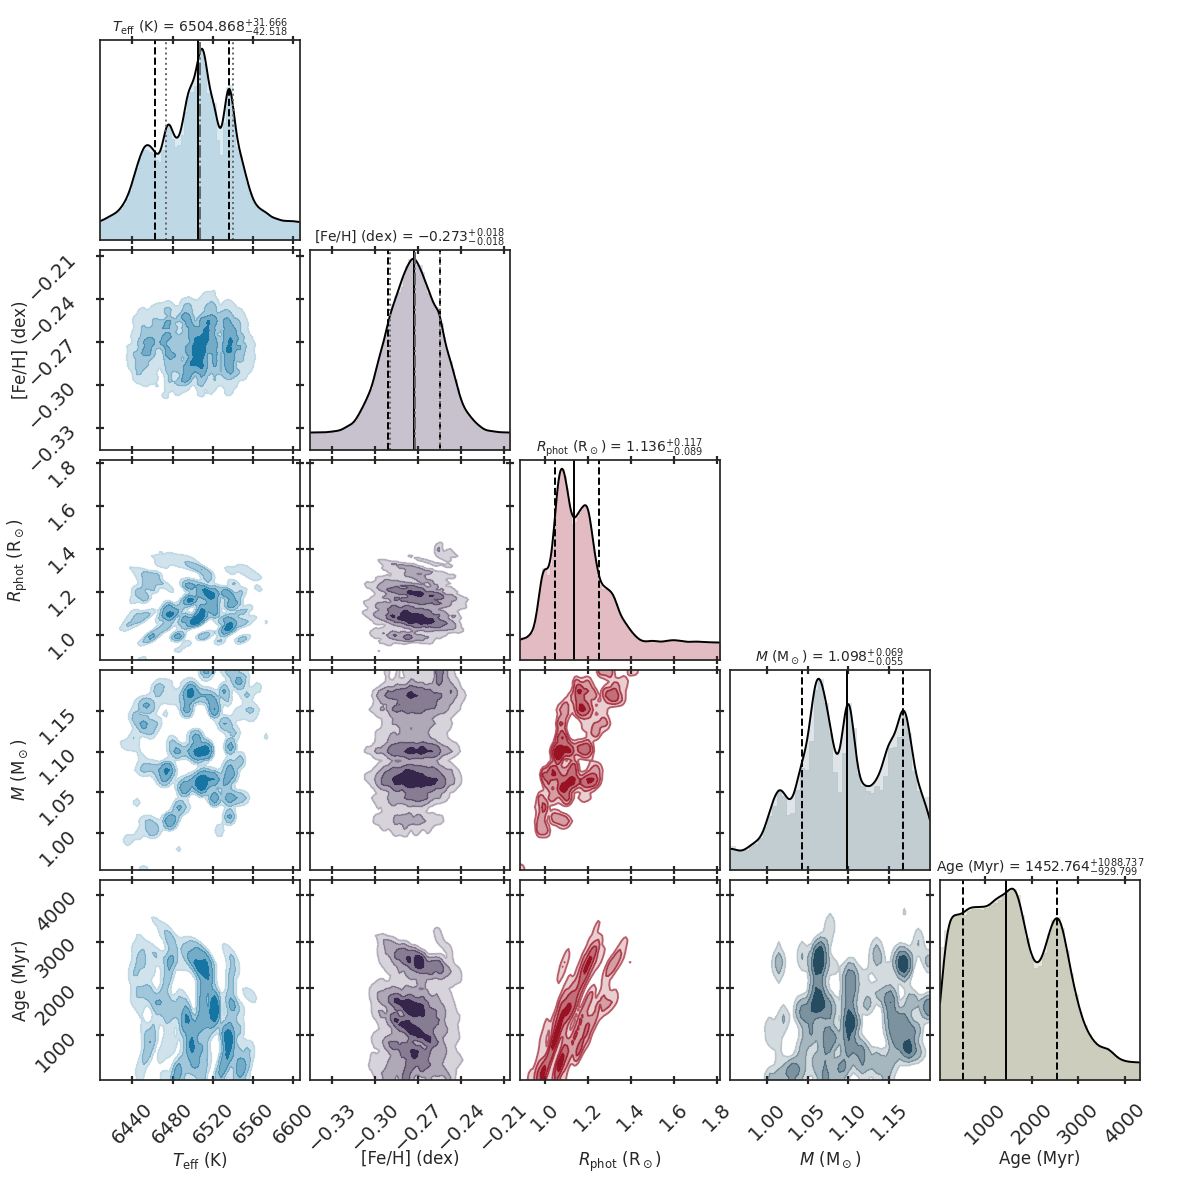 T_eff (K) = 6504.868 +31.666 −42.518
[Fe/H] (dex) = −0.273 +0.018 −0.018
−0.21
−0.24
−0.27
−0.30
−0.33
[Fe/H] (dex)
R_phot (R⊙) = 1.136 +0.117 −0.089
1.8
1.6
1.4
1.2
1.0
R_phot (R⊙)
M (M⊙) = 1.098 +0.069 −0.055
1.15
1.10
1.05
1.00
M (M⊙)
Age (Myr) = 1452.764 +1088.737 −929.799
4000
3000
2000
1000
Age (Myr)
6440 6480 6520 6560 6600
−0.33 −0.30 −0.27 −0.24 −0.21
1.0 1.2 1.4 1.6 1.8
1.00 1.05 1.10 1.15
1000 2000 3000 4000
T_eff (K) [Fe/H] (dex) R_phot (R⊙) M (M⊙) Age (Myr)